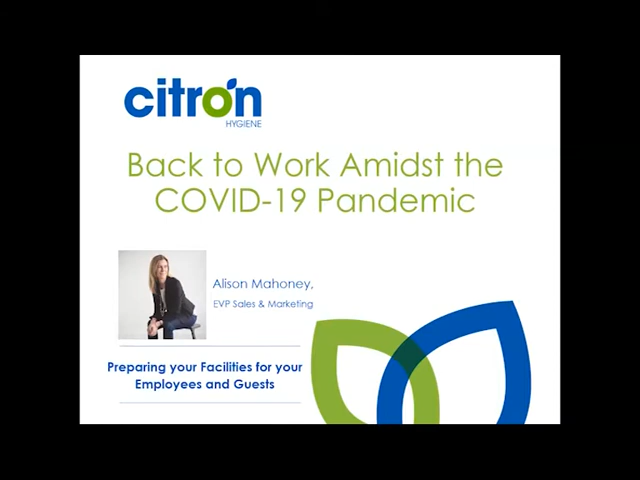 citron
HYGIENE
Back to Work Amidst the
COVID-19 Pandemic
Alison Mahoney,
EVP Sales & Marketing
Preparing your Facilities for your
Employees and Guests